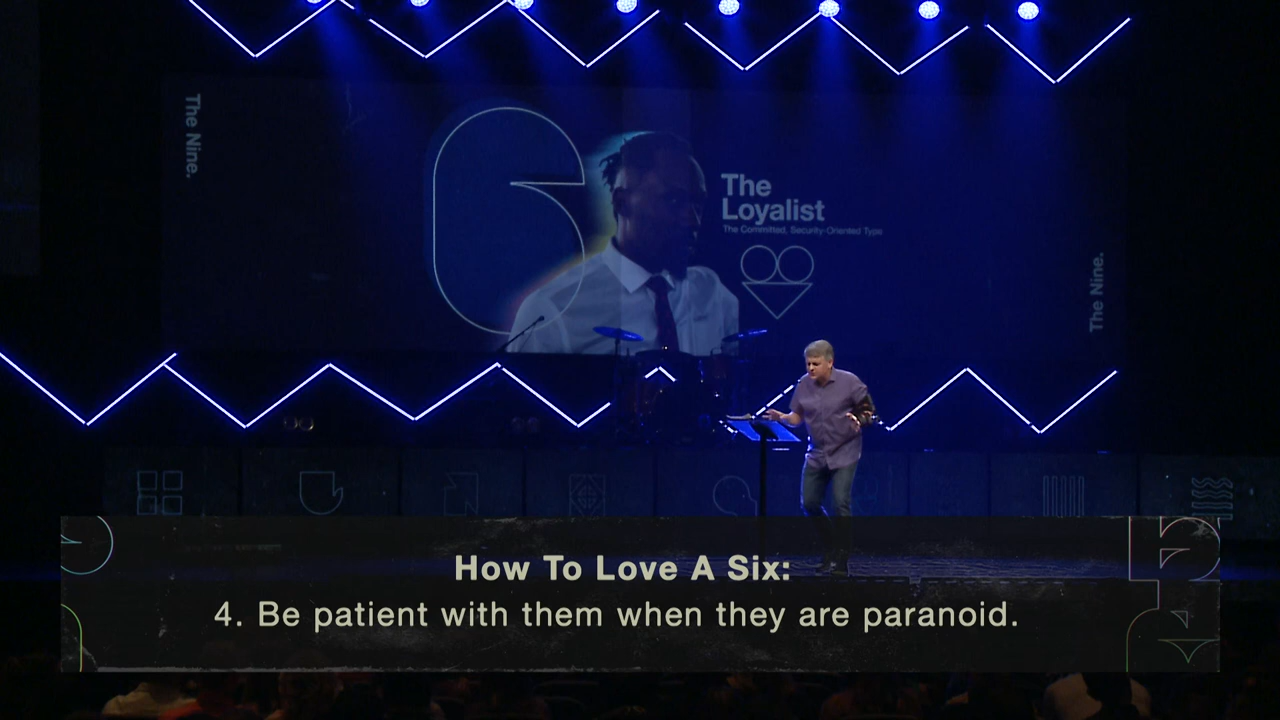 The Nine.
The
Loyalist
The Committed, Security-Oriented Type
The Nine.
How To Love A Six:
4. Be patient with them when they are paranoid.